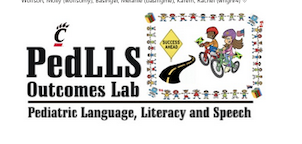 PedLLS
Outcomes Lab
SUCCESS
AHEAD
Pediatric Language, Literacy and Speech